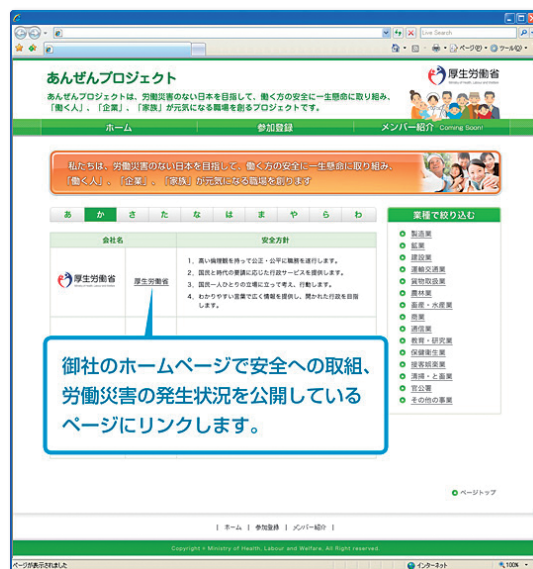 Live Search
ページ(P)
ツール(O)
あんぜんプロジェクト
厚生労働省
あんぜんプロジェクトは、労働災害のない日本を目指して、働く方の安全に一生懸命に取り組み、
「働く人」、「企業」、「家族」が元気になる職場を創るプロジェクトです。
ホーム
参加登録
メンバー紹介 Coming Soon!
私たちは、労働災害のない日本を目指して、働く方の安全に一生懸命に取り組み、
「働く人」、「企業」、「家族」が元気になる職場を創ります
あ か さ た な は ま や ら わ
会社名
安全方針
厚生労働省
厚生労働省
1、高い倫理観を持って公正・公平に職務を遂行します。
2、国民と時代の要請に応じた行政サービスを提供します。
3、国民一人ひとりの立場に立って考え、行動します。
4、わかりやすい言葉で広く情報を提供し、開かれた行政を目指
します。
業種で絞り込む
製造業
鉱業
建設業
運輸交通業
貨物取扱業
農林業
畜産・水産業
商業
通信業
教育・研究業
保健衛生業
接客娯楽業
清掃・と畜業
官公署
その他の事業
御社のホームページで安全への取組、
労働災害の発生状況を公開している
ページにリンクします。
ページトップ
| ホーム | 参加登録 | メンバー紹介 |
Copyright © Ministry of Health, Labour and Welfare, All Right reserved.
ページが表示されました
インターネット
100%